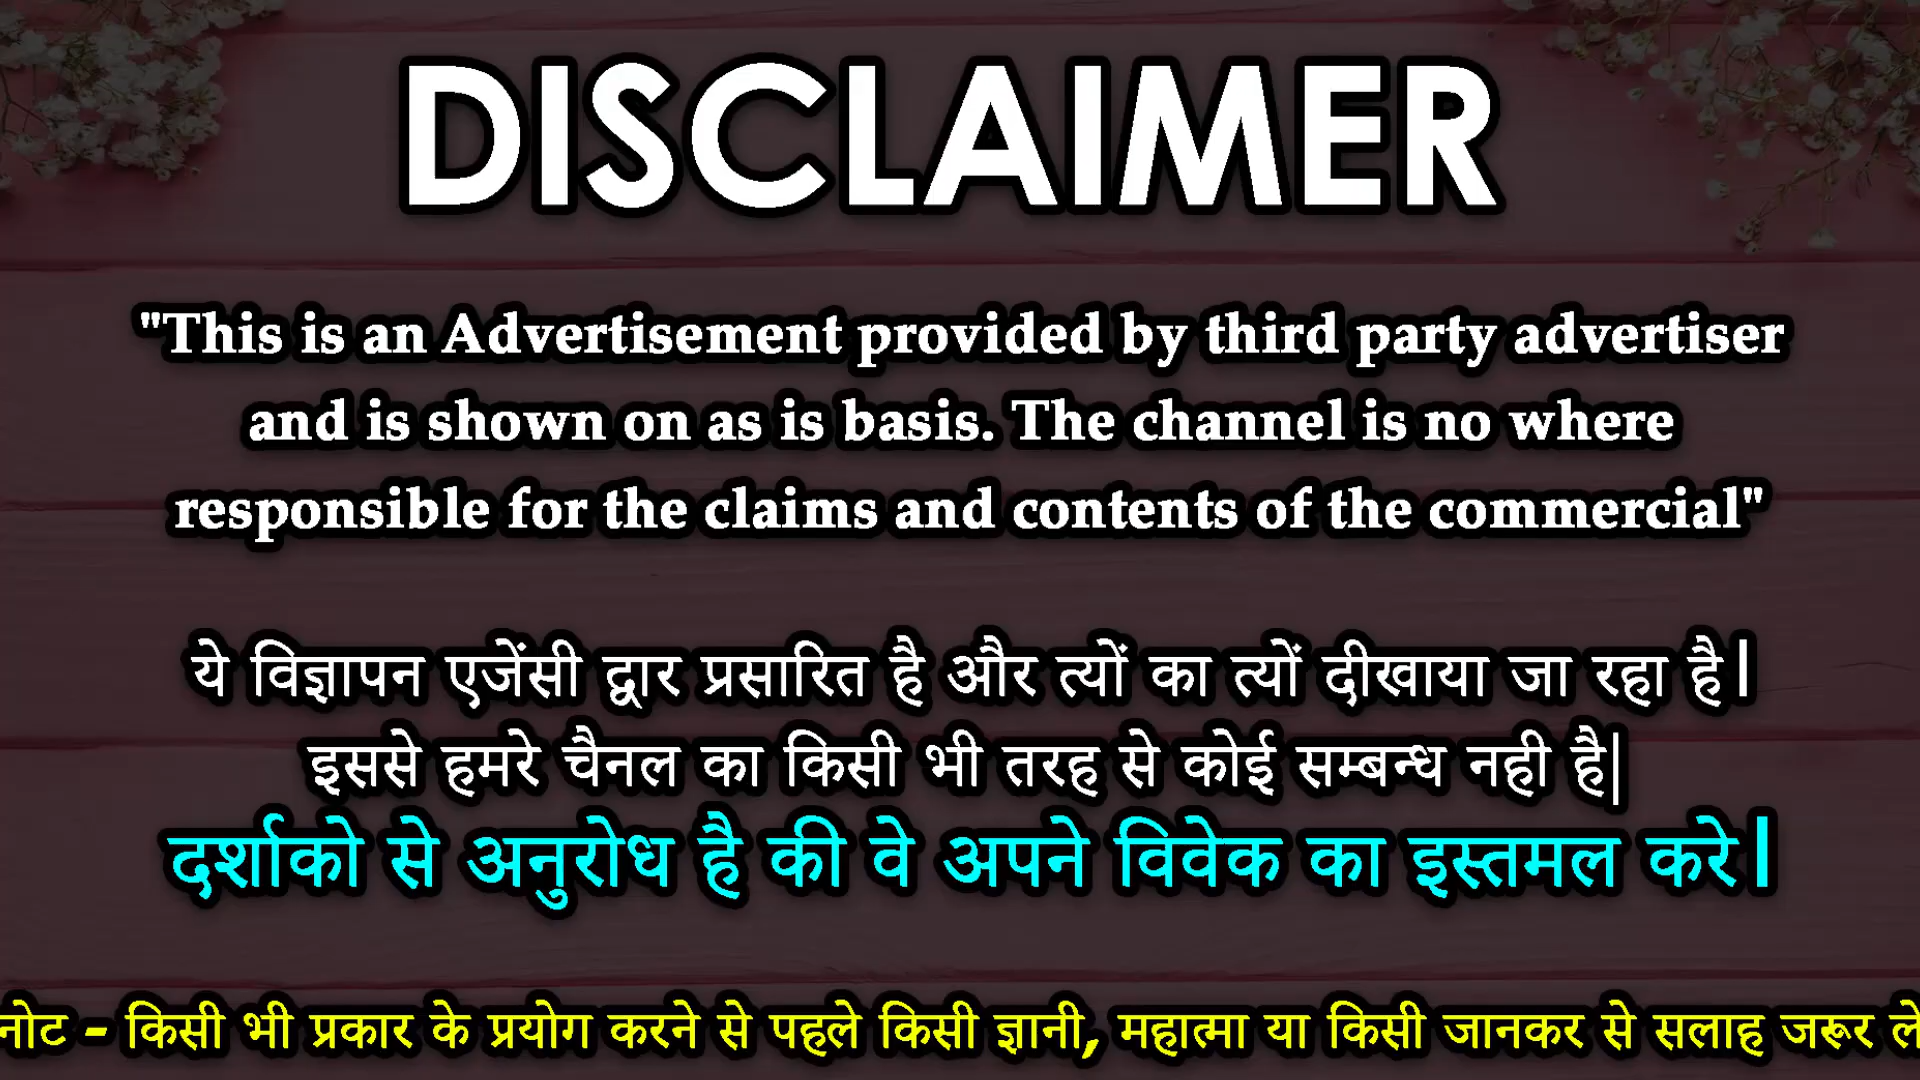 DISCLAIMER
"This is an Advertisement provided by third party advertiser
and is shown on as is basis. The channel is no where
responsible for the claims and contents of the commercial"
ये विज्ञापन एजेंसी द्वार प्रसारित है और त्यों का त्यों दीखाया जा रहा है|
इससे हमरे चैनल का किसी भी तरह से कोई सम्बन्ध नही है|
दर्शाको से अनुरोध है की वे अपने विवेक का इस्तमल करे|
नोट - किसी भी प्रकार के प्रयोग करने से पहले किसी ज्ञानी, महात्मा या किसी जानकर से सलाह जरूर ले